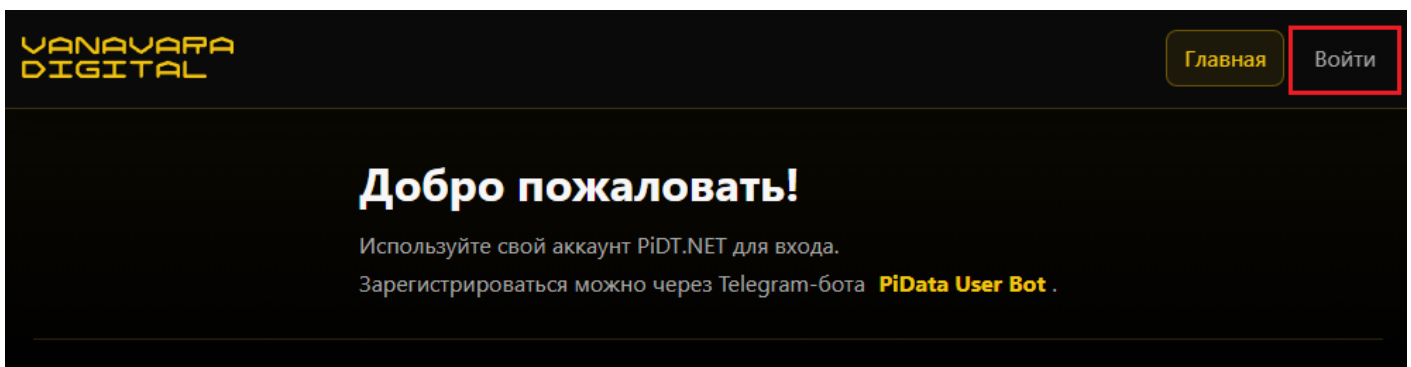 VANAVARA
DIGITAL
Главная
Войти
Добро пожаловать!
Используйте свой аккаунт PiDT.NET для входа.
Зарегистрироваться можно через Telegram-бота PiData User Bot .